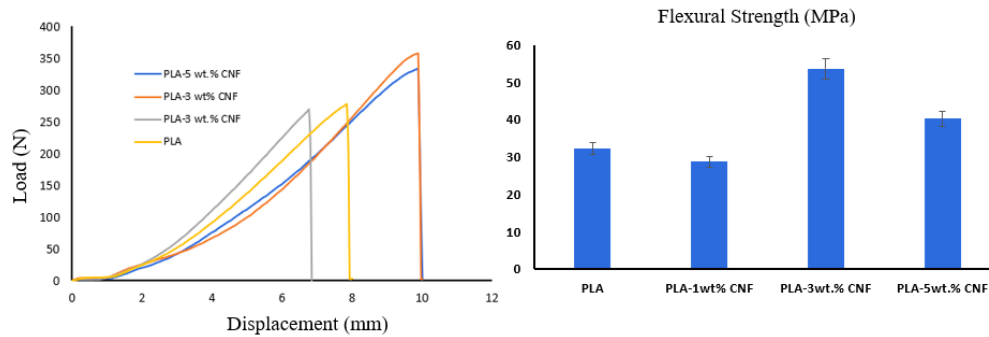 400
350
300
250
200
150
100
50
0
Load (N)
PLA-5 wt.% CNF
PLA-3 wt% CNF
PLA-3 wt.% CNF
PLA
0 2 4 6 8 10 12
Displacement (mm)
Flexural Strength (MPa)
60
50
40
30
20
10
0
PLA PLA-1wt% CNF PLA-3wt.% CNF PLA-5wt.% CNF